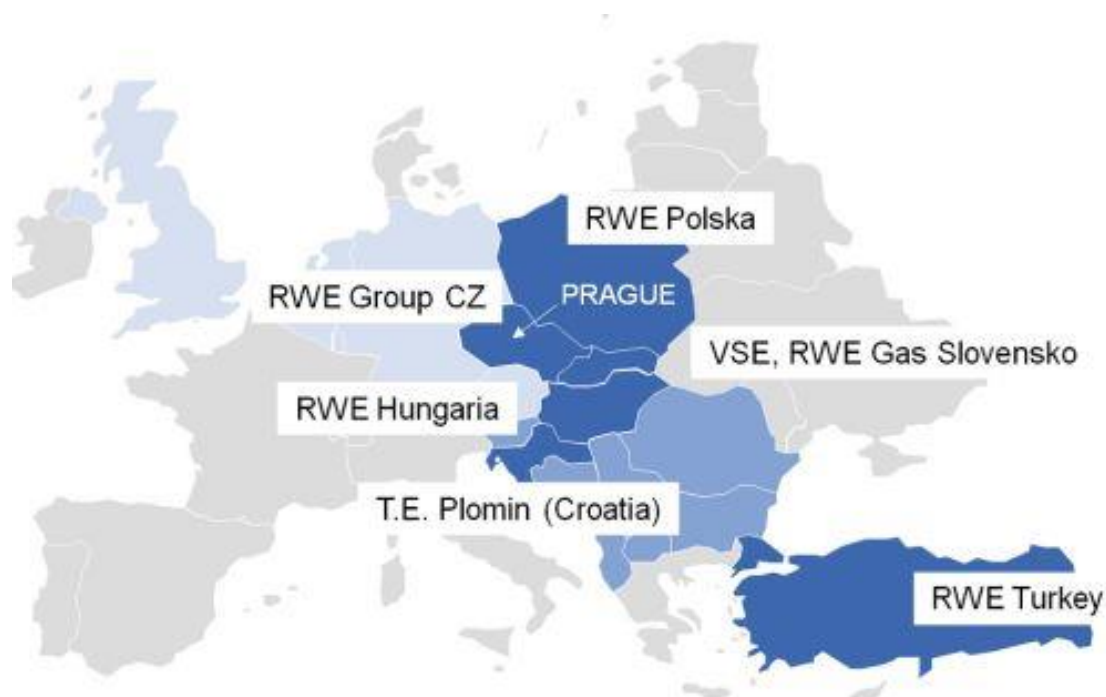 RWE Polska
RWE Group CZ
PRAGUE
VSE, RWE Gas Slovensko
RWE Hungaria
T.E. Plomin (Croatia)
RWE Turkey